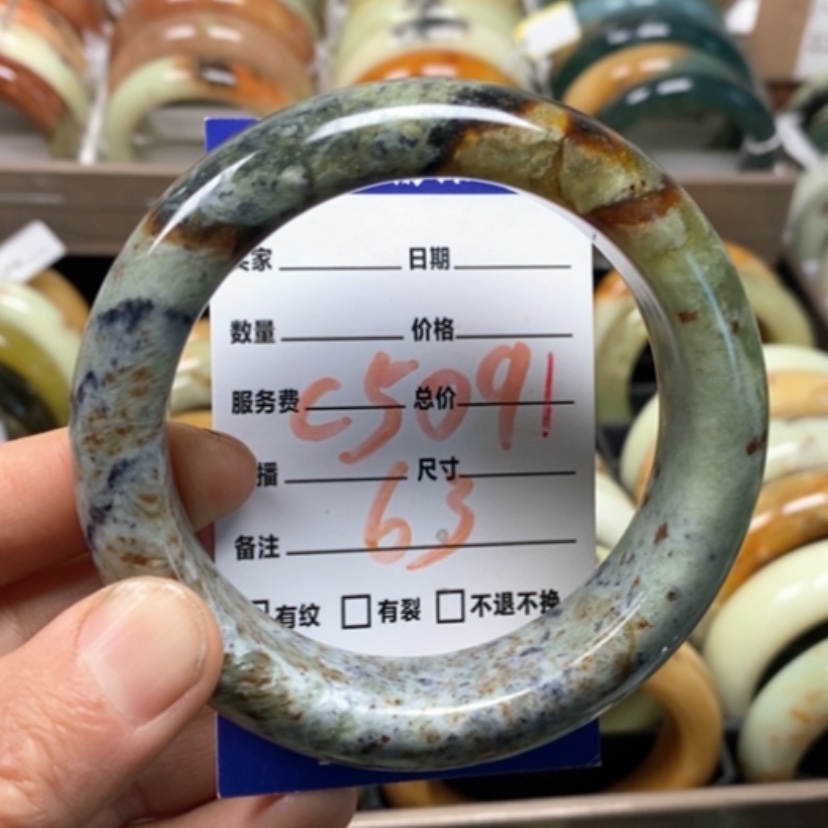 家 日期
数量 价格
服务费 总价
c5091
播 尺寸
63
备注
有纹 有裂 不退不换